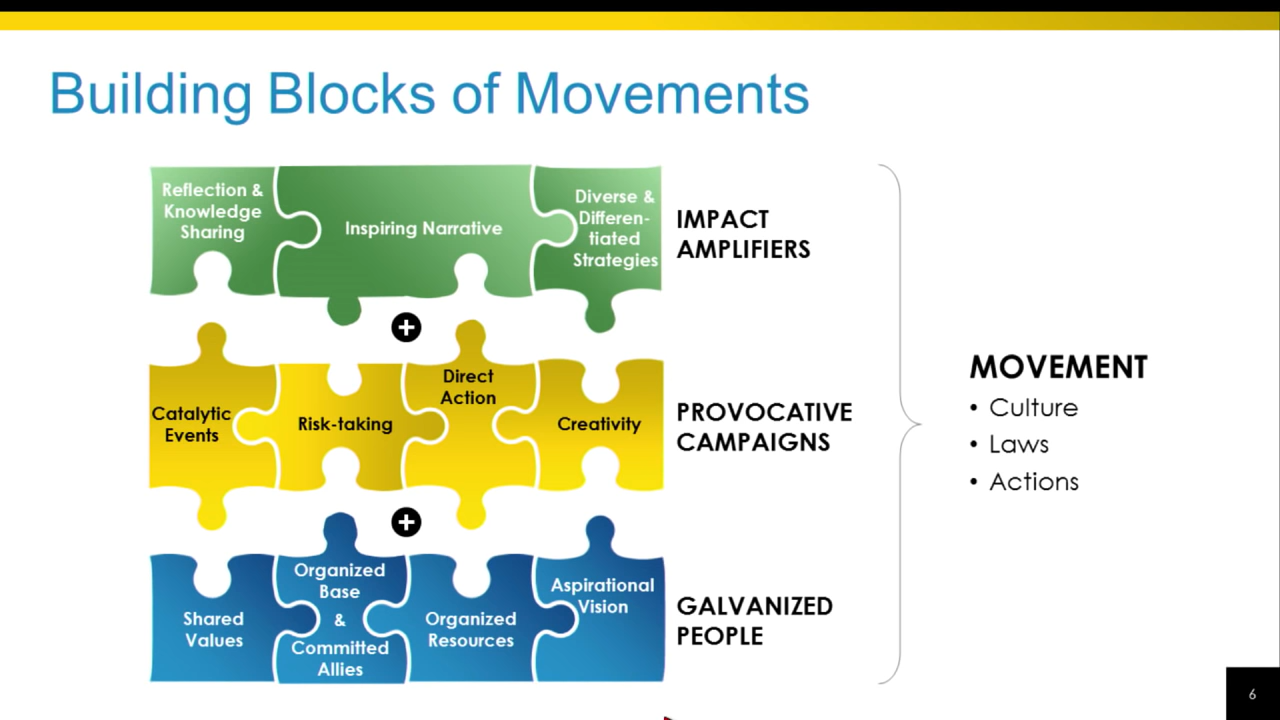 Building Blocks of Movements
Reflection &
Knowledge
Sharing
Inspiring Narrative
Diverse &
Differen-
tiated
Strategies
IMPACT
AMPLIFIERS
Catalytic
Events
Risk-taking
Direct
Action
Creativity
PROVOCATIVE
CAMPAIGNS
Shared
Values
Organized
Base
&
Committed
Allies
Organized
Resources
Aspirational
Vision
GALVANIZED
PEOPLE
MOVEMENT
• Culture
• Laws
• Actions
6